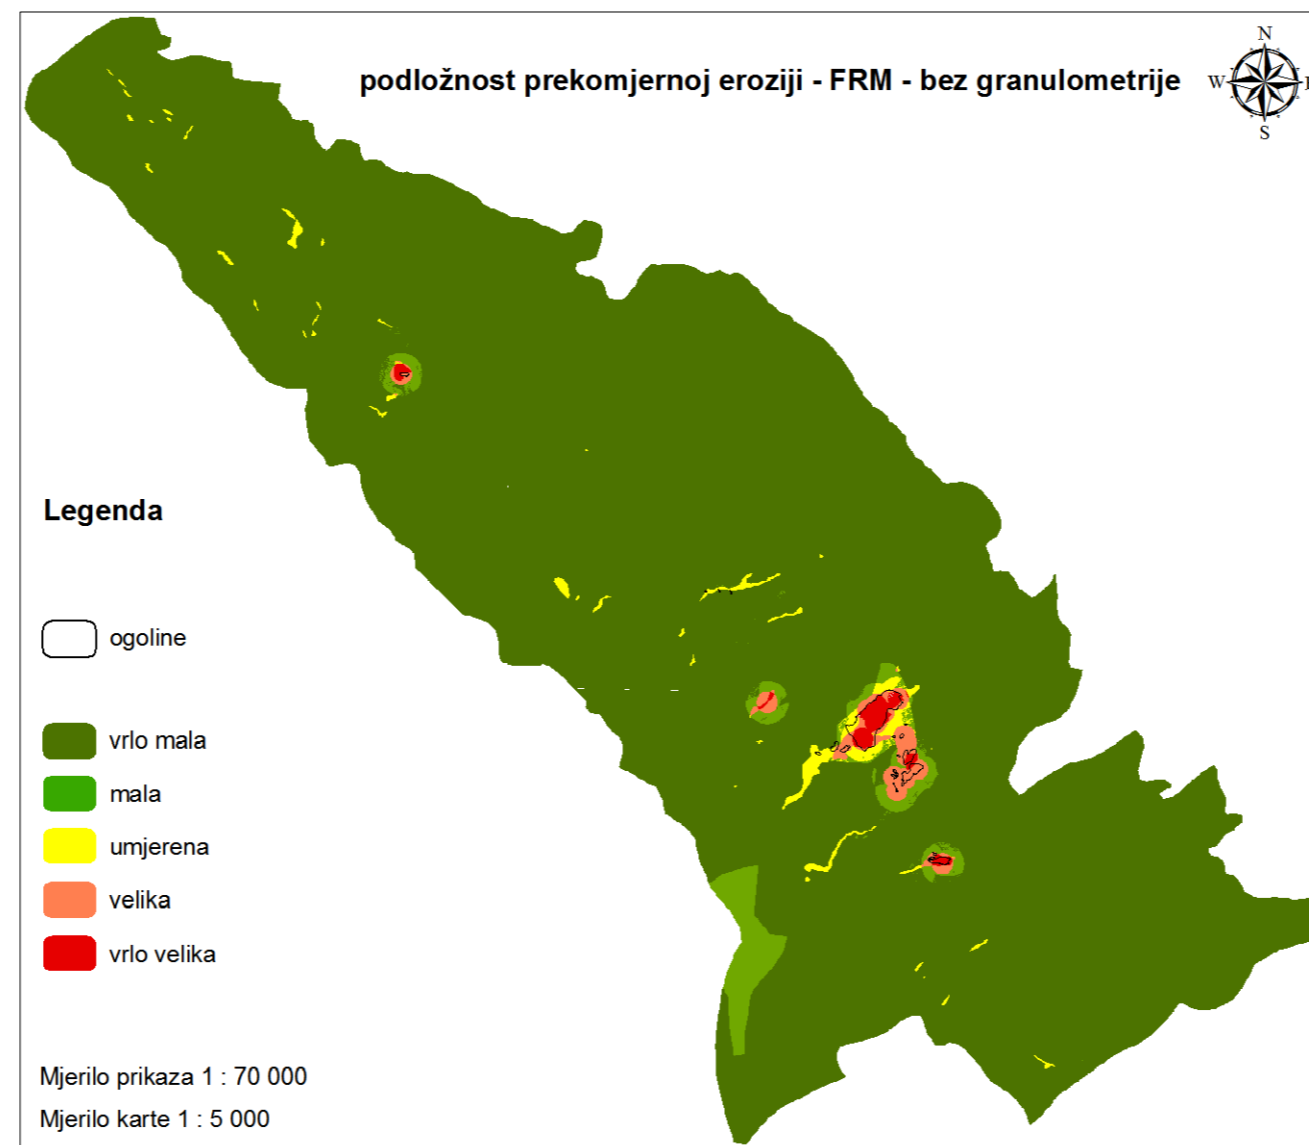 podložnost prekomjernoj eroziji - FRM - bez granulometrije
N
W
S
Legenda
ogoline
vrlo mala
mala
umjerena
velika
vrlo velika
Mjerilo prikaza 1 : 70 000
Mjerilo karte 1 : 5 000